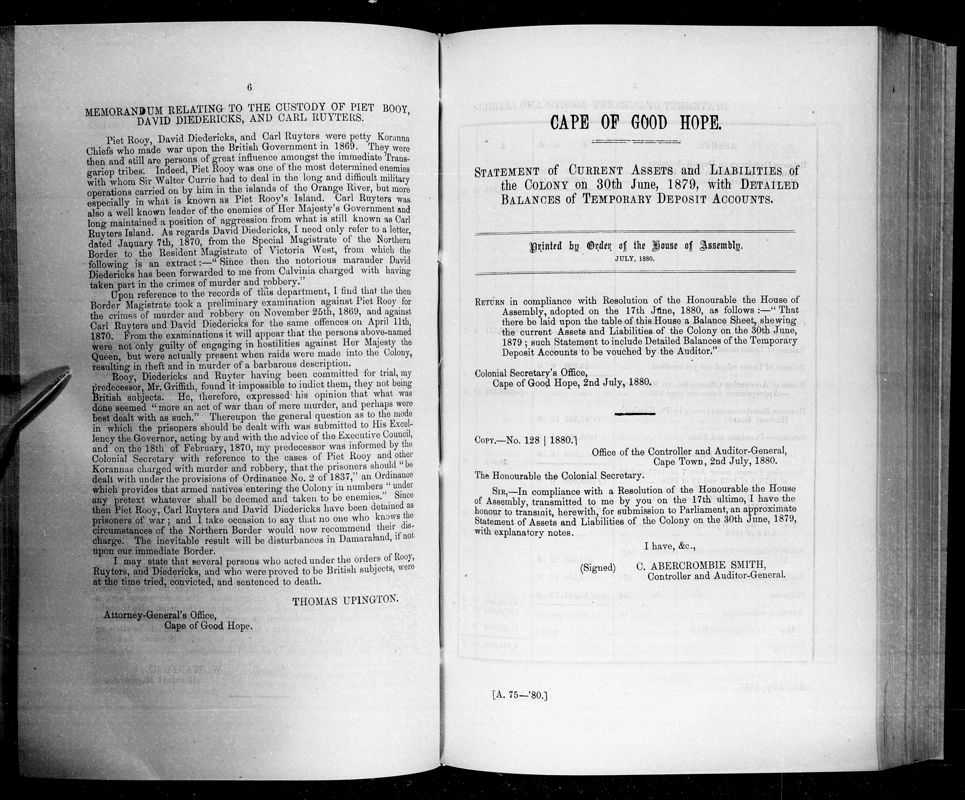 6
MEMORANDUM RELATING TO THE CUSTODY OF PIET BOOY,
DAVID DIEDERICKS, AND CARL RUYTERS.
Piet Rooy, David Diedericks, and Carl Ruyters were petty Koranna
Chiefs who made war upon the British Government in 1869. They were
then and still are persons of great influence amongst the immediate Trans-
gariep tribes. Indeed, Piet Rooy was one of the most determined enemies
with whom Sir Walter Currie had to deal in the long and difficult military
operations carried on by him in the islands of the Orange River, but more
especially in what is known as Piet Rooy's Island. Carl Ruyters was
also a well known leader of the enemies of Her Majesty's Government and
long maintained a position of aggression from what is still known as Carl
Ruyters Island. As regards David Diedericks, I need only refer to a letter,
dated January 7th, 1870, from the Special Magistrate of the Northern
Border to the Resident Magistrate of Victoria West, from which the
following is an extract:—"Since then the notorious marauder David
Diedericks has been forwarded to me from Calvinia charged with having
taken part in the crimes of murder and robbery."
Upon reference to the records of this department, I find that the then
Border Magistrate took a preliminary examination against Piet Rooy for
the crimes of murder and robbery on November 25th, 1869, and against
Carl Ruyters and David Diedericks for the same offences on April 11th,
1870. From the examinations it will appear that the persons above-named
were not only guilty of engaging in hostilities against Her Majesty the
Queen, but were actually present when raids were made into the Colony,
resulting in theft and in murder of a barbarous description.
Rooy, Diedericks and Ruyter having been committed for trial, my
predecessor, Mr. Griffith, found it impossible to indict them, they not being
British subjects. He, therefore, expressed his opinion that what was
done seemed "more an act of war than of mere murder, and perhaps were
best dealt with as such." Thereupon the general question as to the mode
in which the prisoners should be dealt with was submitted to His Excel-
lency the Governor, acting by and with the advice of the Executive Council,
and on the 18th of February, 1870, my predecessor was informed by the
Colonial Secretary with reference to the cases of Piet Rooy and other
Korannas charged with murder and robbery, that the prisoners should "be
dealt with under the provisions of Ordinance No. 2 of 1837," an Ordinance
which provides that armed natives entering the Colony in numbers "under
any pretext whatever shall be deemed and taken to be enemies." Since
then Piet Rooy, Carl Ruyters and David Diedericks have been detained as
prisoners of war; and I take occasion to say that no one who knows the
circumstances of the Northern Border would now recommend their dis-
charge. The inevitable result will be disturbances in Damaraland, if not
upon our immediate Border.
I may state that several persons who acted under the orders of Rooy,
Ruyters, and Diedericks, and who were proved to be British subjects, were
at the time tried, convicted, and sentenced to death.
THOMAS UPINGTON.
Attorney-General's Office,
Cape of Good Hope.
CAPE OF GOOD HOPE.
STATEMENT OF CURRENT ASSETS AND LIABILITIES of
the COLONY on 30th June, 1879, with DETAILED
BALANCES OF TEMPORARY DEPOSIT ACCOUNTS.
Printed by Order of the House of Assembly.
JULY, 1880.
RETURN in compliance with Resolution of the Honourable the House of
Assembly, adopted on the 17th June, 1880, as follows:—"That
there be laid upon the table of this House a Balance Sheet, shewing
the current Assets and Liabilities of the Colony on the 30th June,
1879; such Statement to include Detailed Balances of the Temporary
Deposit Accounts to be vouched by the Auditor."
Colonial Secretary's Office,
Cape of Good Hope, 2nd July, 1880.
COPY.—No. 128 | 1880.]
Office of the Controller and Auditor-General,
Cape Town, 2nd July, 1880.
The Honourable the Colonial Secretary.
SIR,—In compliance with a Resolution of the Honourable the House
of Assembly, transmitted to me by you on the 17th ultimo, I have the
honour to transmit, herewith, for submission to Parliament, an approximate
Statement of Assets and Liabilities of the Colony on the 30th June, 1879,
with explanatory notes.
I have, &c.,
(Signed) C. ABERCROMBIE SMITH,
Controller and Auditor-General.
[A. 75—'80.]